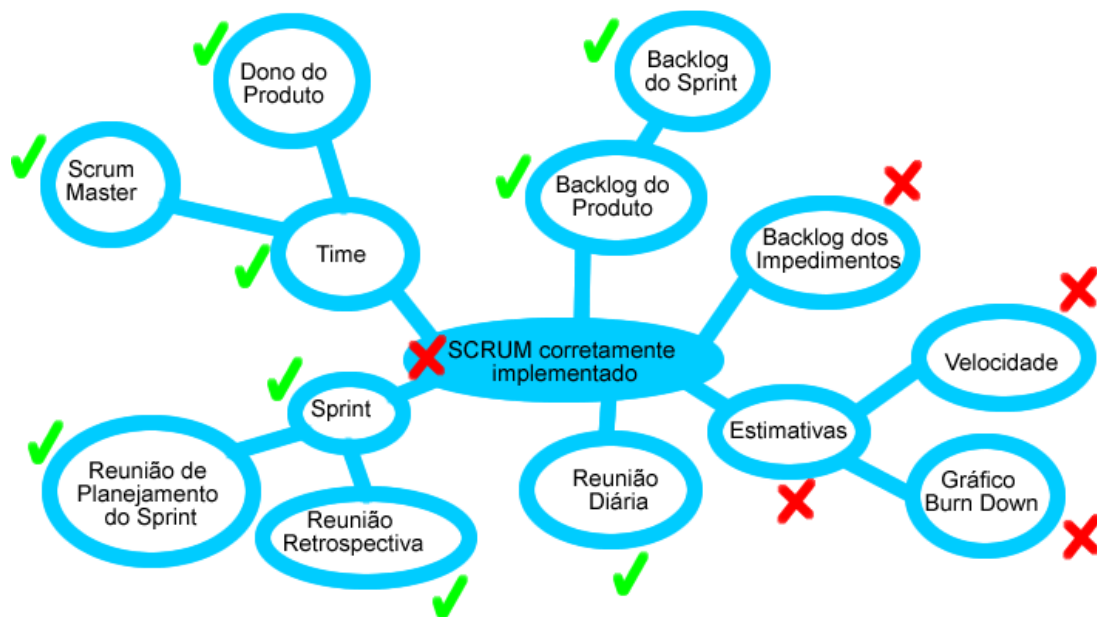 Dono do
Produto
Scrum
Master
Time
Backlog
do Sprint
Backlog do
Produto
Backlog dos
Impedimentos
SCRUM corretamente
implementado
Velocidade
Estimativas
Gráfico
Burn Down
Sprint
Reunião de
Planejamento
do Sprint
Reunião
Retrospectiva
Reunião
Diária